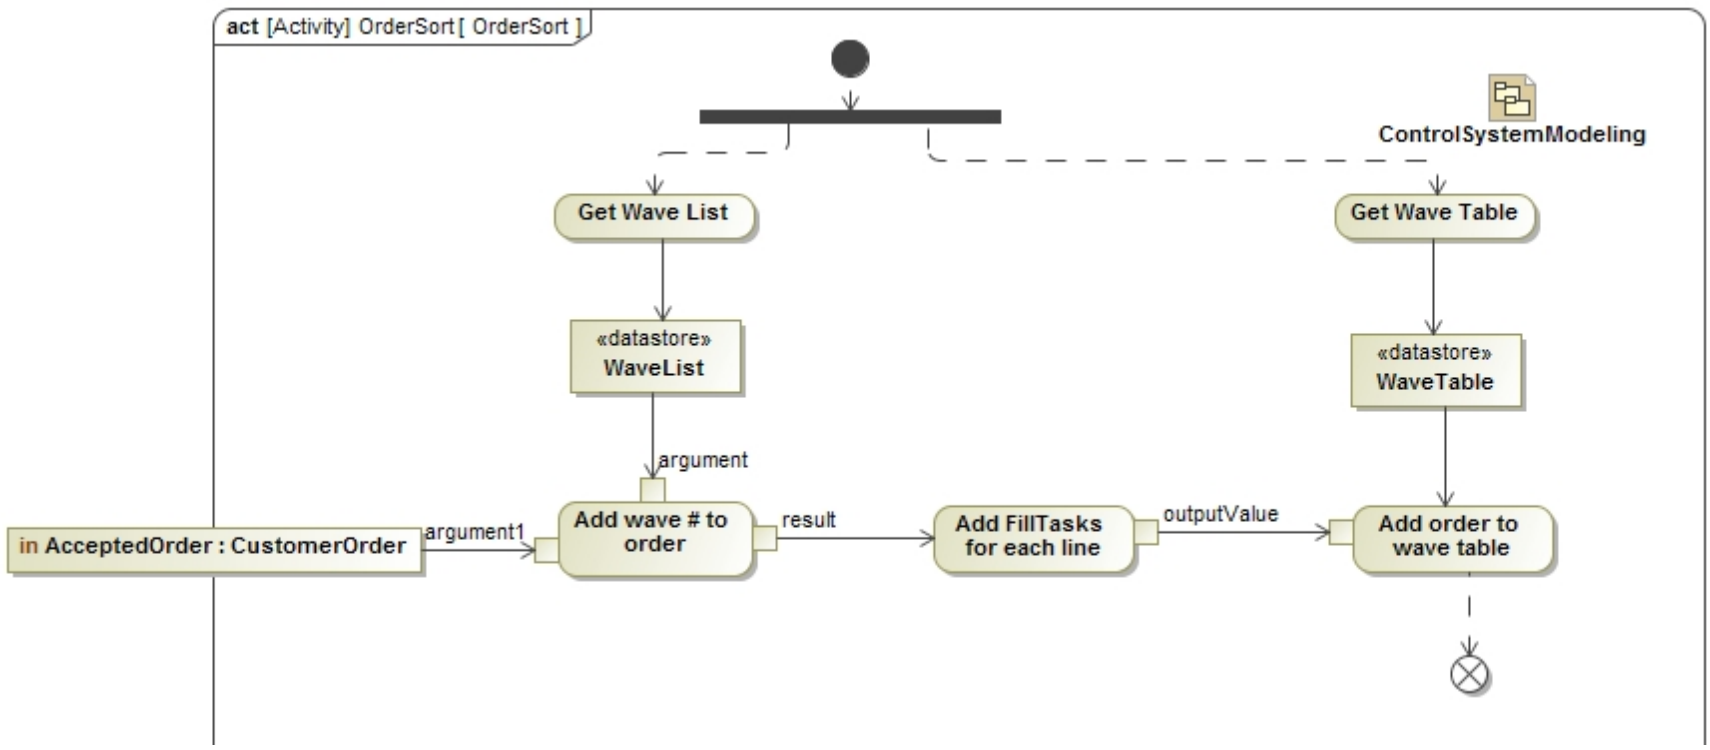 act [Activity] OrderSort [ OrderSort ]
ControlSystemModeling
Get Wave List
Get Wave Table
«datastore»
WaveList
«datastore»
WaveTable
argument
in AcceptedOrder : CustomerOrder
argument1
Add wave # to
order
result
Add FillTasks
for each line
outputValue
Add order to
wave table